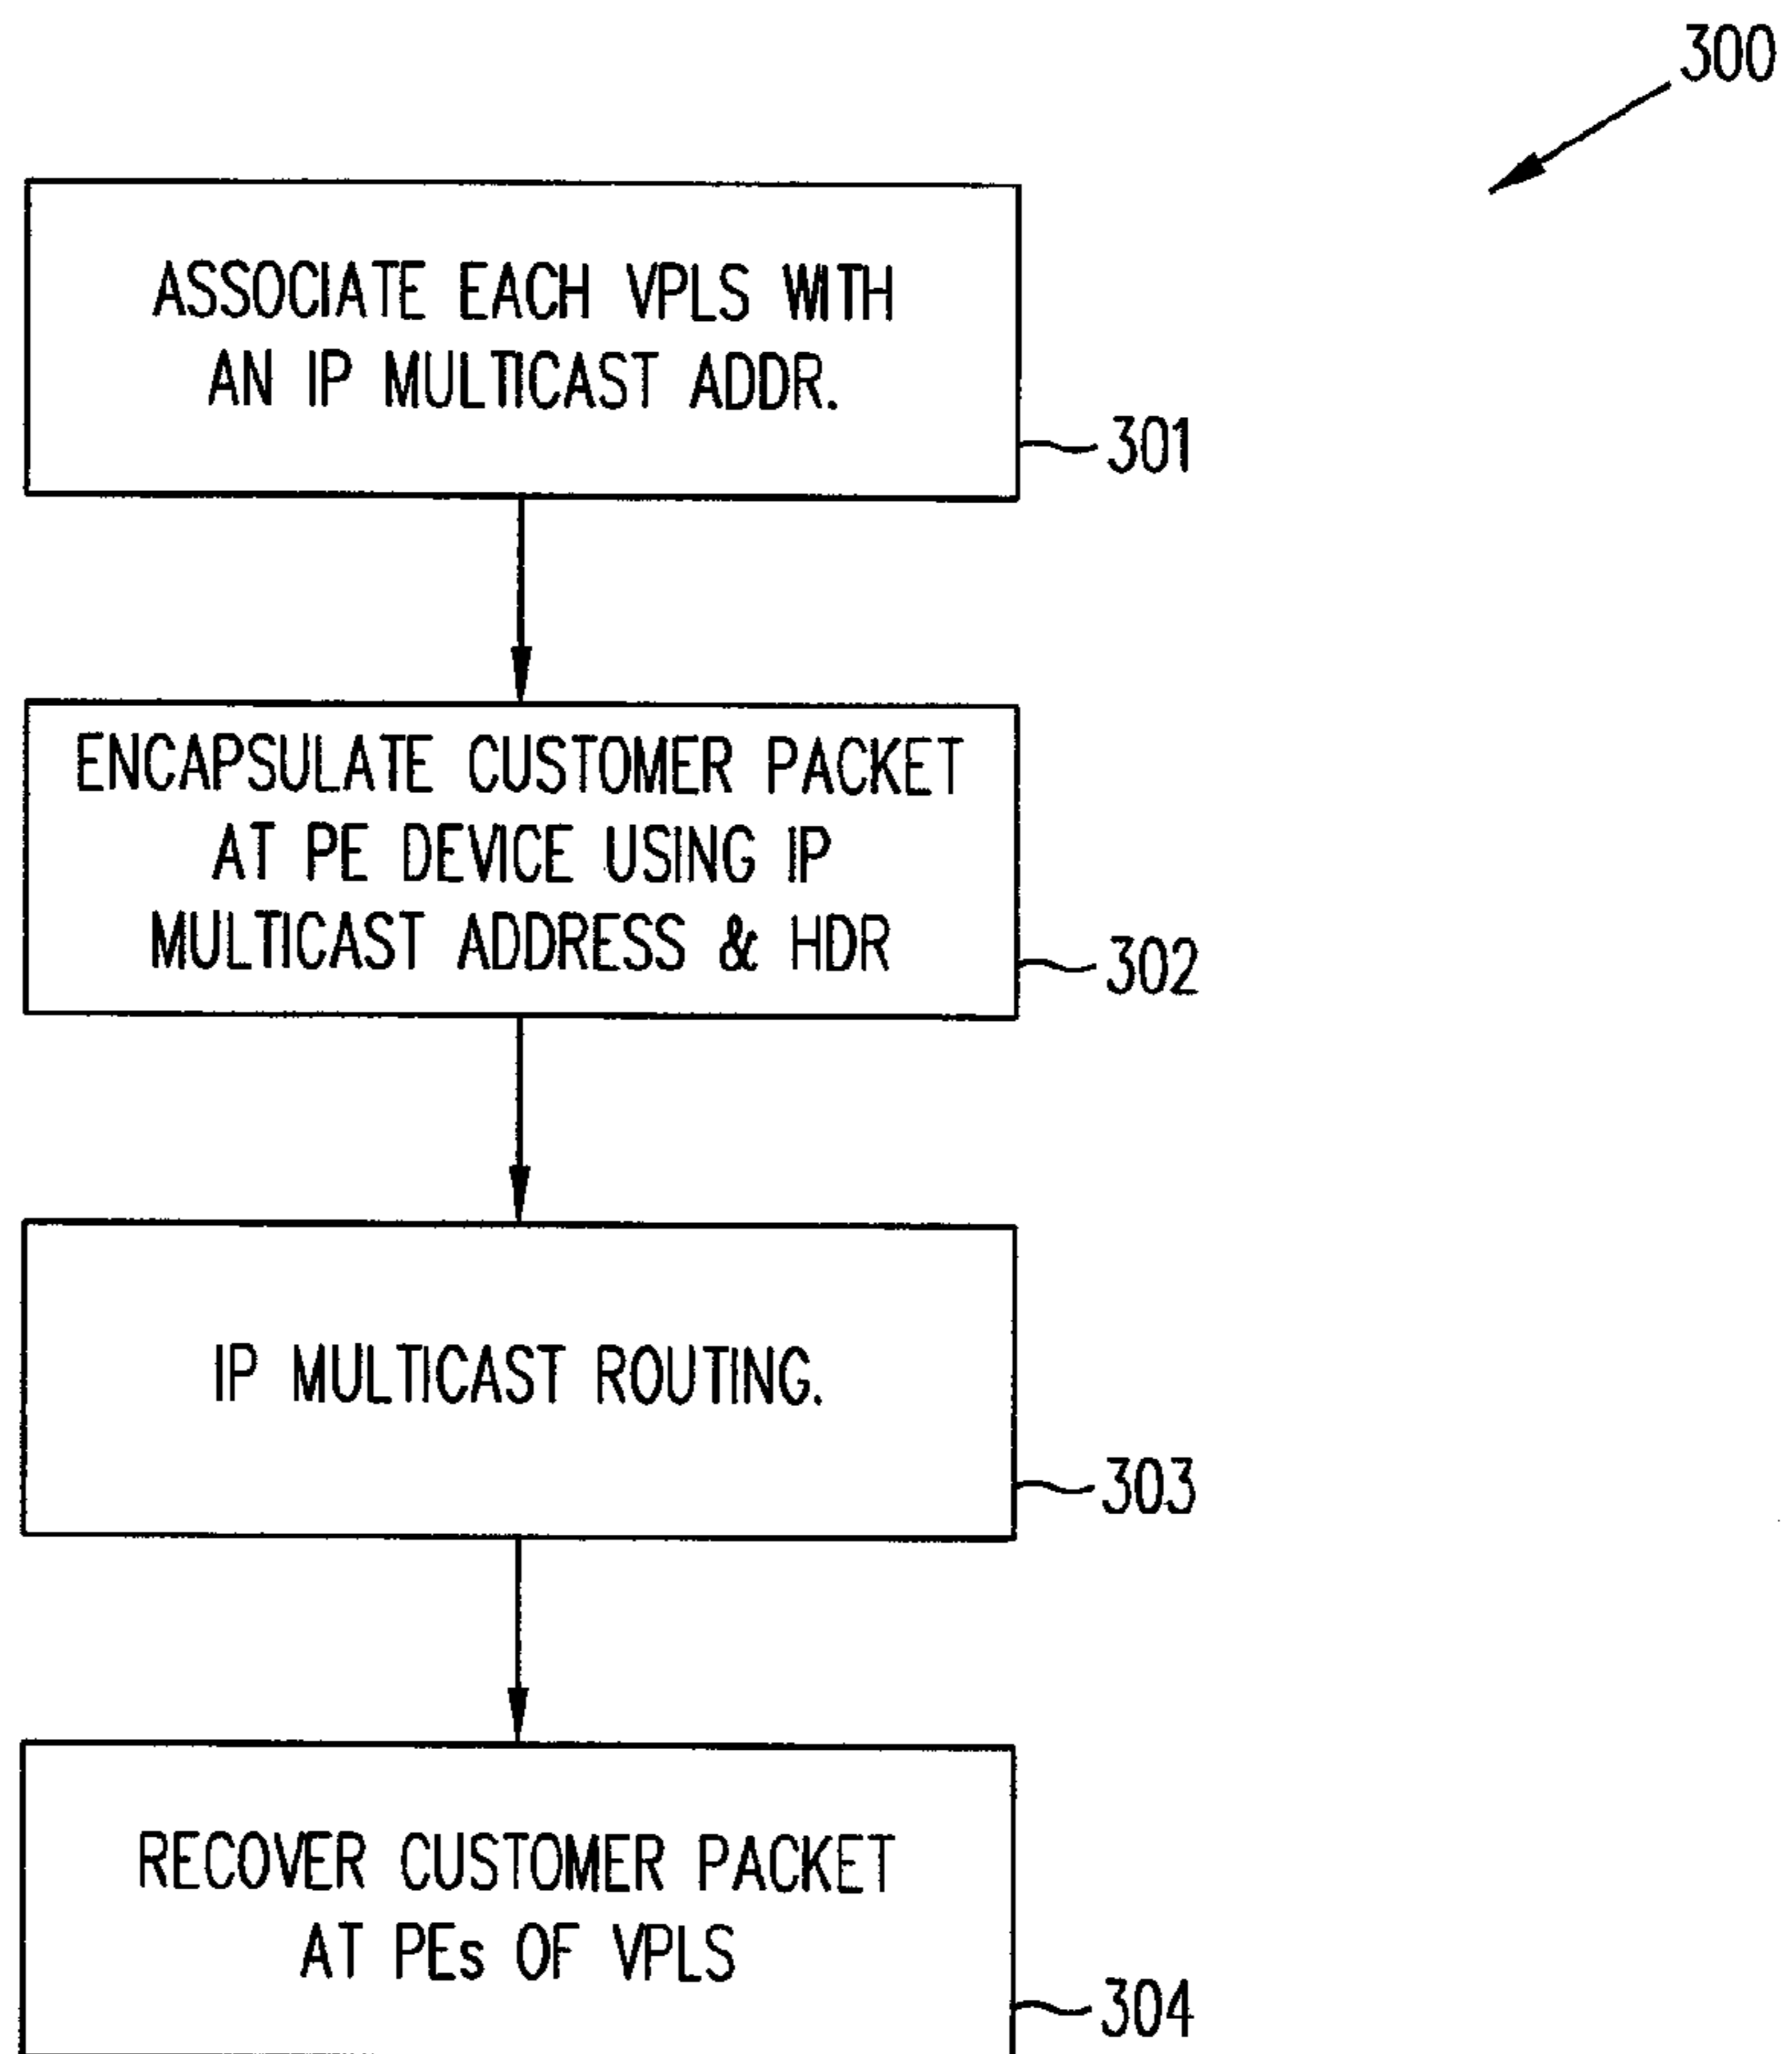 300
ASSOCIATE EACH VPLS WITH
AN IP MULTICAST ADDR.
301
ENCAPSULATE CUSTOMER PACKET
AT PE DEVICE USING IP
MULTICAST ADDRESS & HDR
302
IP MULTICAST ROUTING.
303
RECOVER CUSTOMER PACKET
AT PEs OF VPLS
304